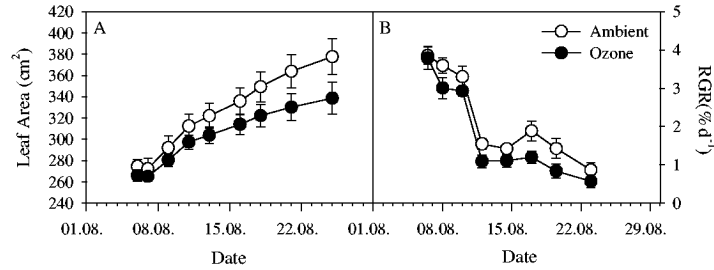 A
B
Ambient
Ozone
Leaf Area (cm²)
420
400
380
360
340
320
300
280
260
240
5
4
3
2
1
0
RGR(% d⁻¹)
01.08. 08.08. 15.08. 22.08. 01.08. 08.08. 15.08. 22.08. 29.08.
Date Date